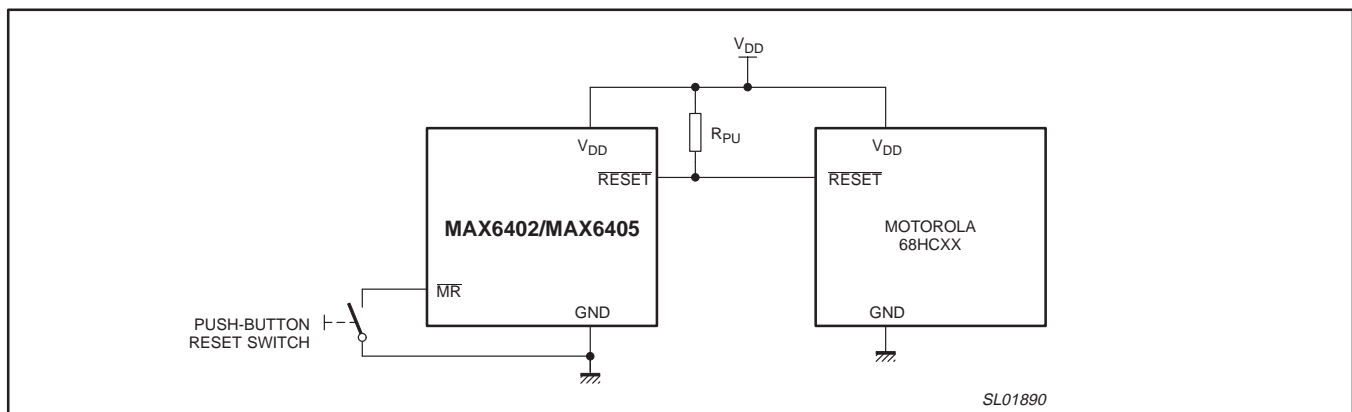 VDD
RPU
VDD
RESET
MAX6402/MAX6405
MR
GND
PUSH-BUTTON
RESET SWITCH
VDD
RESET
MOTOROLA
68HCXX
GND
SL01890